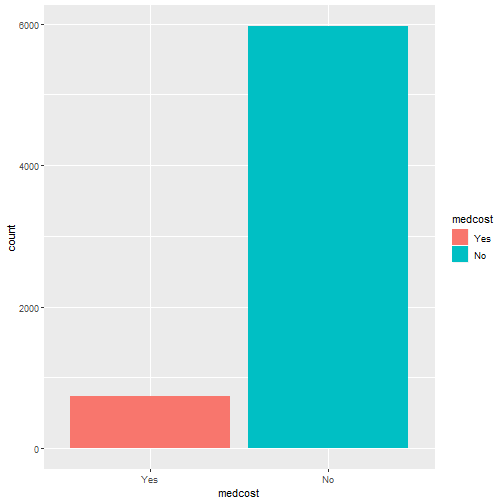 6000
4000
2000
0
count
Yes
No
medcost
medcost
Yes
No